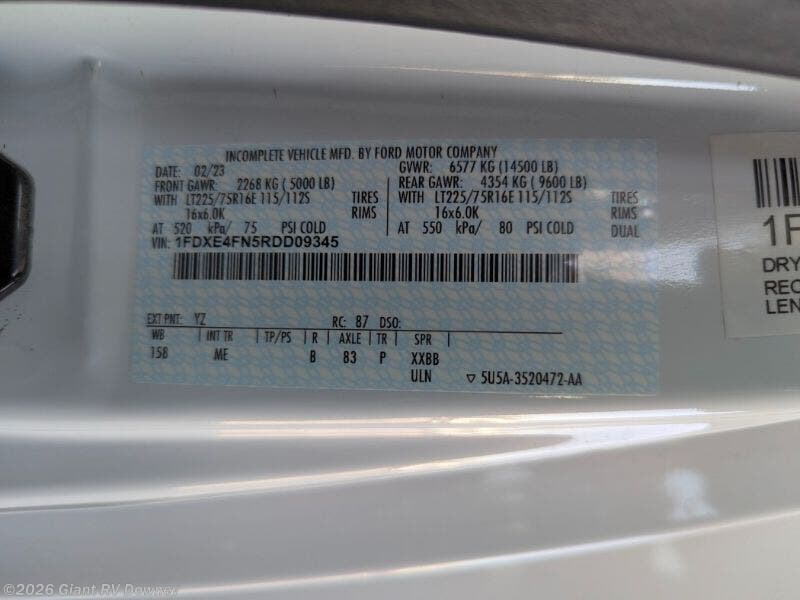 INCOMPLETE VEHICLE MFD. BY FORD MOTOR COMPANY
DATE: 02/23 GVWR: 6577 KG (14500 LB)
FRONT GAWR: 2268 KG (5000 LB) REAR GAWR: 4354 KG (9600 LB)
WITH LT225/75R16E 115/112S TIRES WITH LT225/75R16E 115/112S TIRES
16x6.0K RIMS 16x6.0K RIMS
AT 520 kPa/ 75 PSI COLD AT 550 kPa/ 80 PSI COLD DUAL
VIN: 1FDXE4FN5RDD09345
EXT PNT: YZ RC: 87 DSO:
WB INT TR TP/PS R AXLE TR SPR
158 ME B 83 P XXBB
ULN ▽ 5U5A-3520472-AA
DRY
LEN
©2026 Giant RV Downey